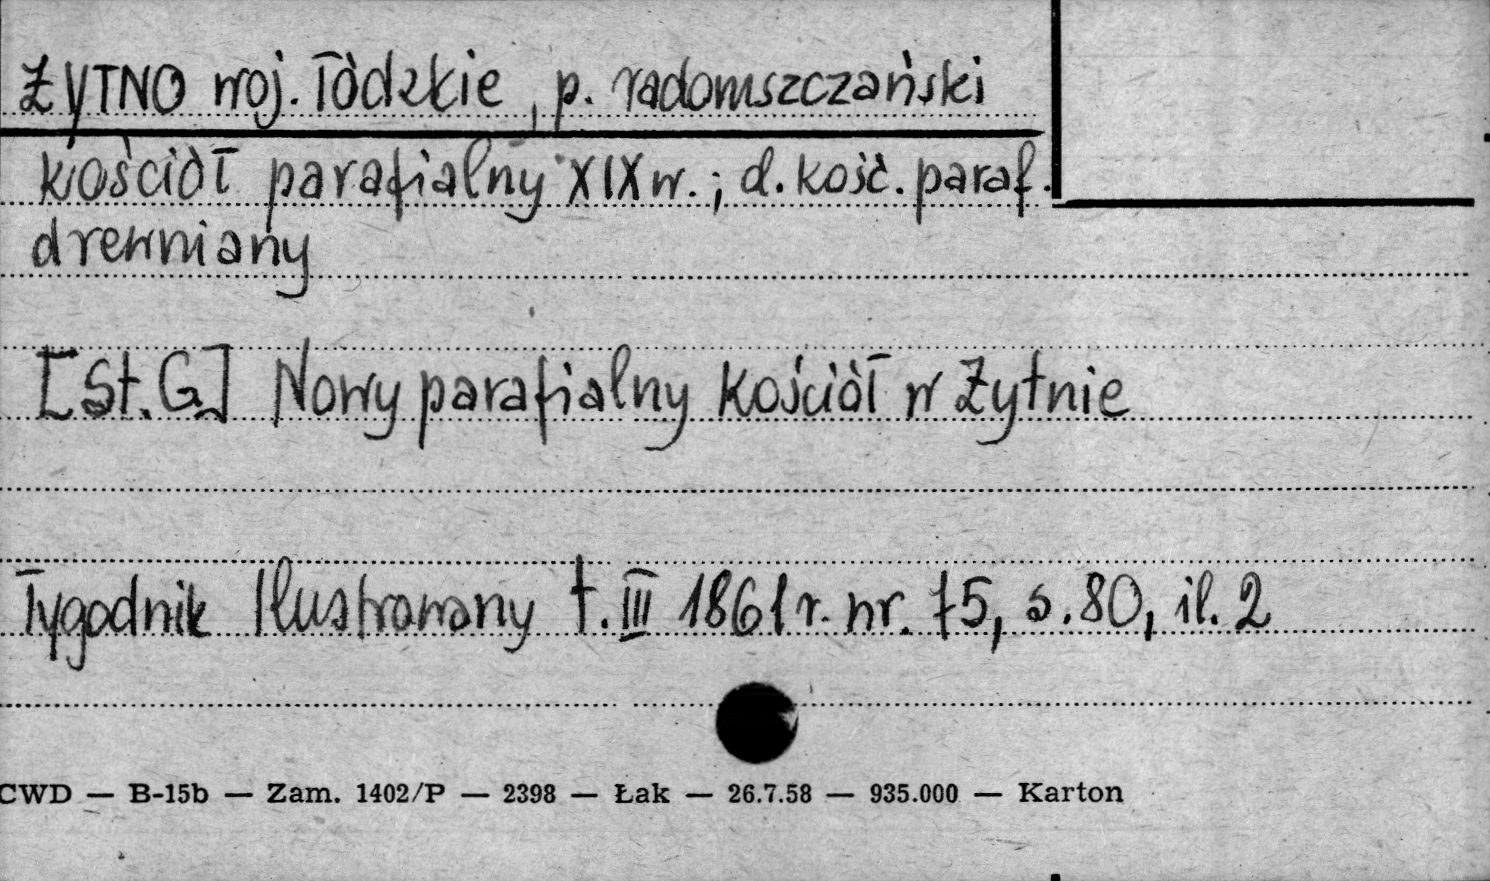 ŻYTNO woj. łódzkie, p. radomszczański
kościół parafialny XIX w.; d. kość. paraf.
drewniany
[St. G.] Nowy parafialny kościół w Żytnie
Tygodnik Ilustrowany t. III 1861 r. nr. 75, s. 80, il. 2
CWD — B-15b — Zam. 1402/P — 2398 — Łak — 26.7.58 — 935.000 — Karton